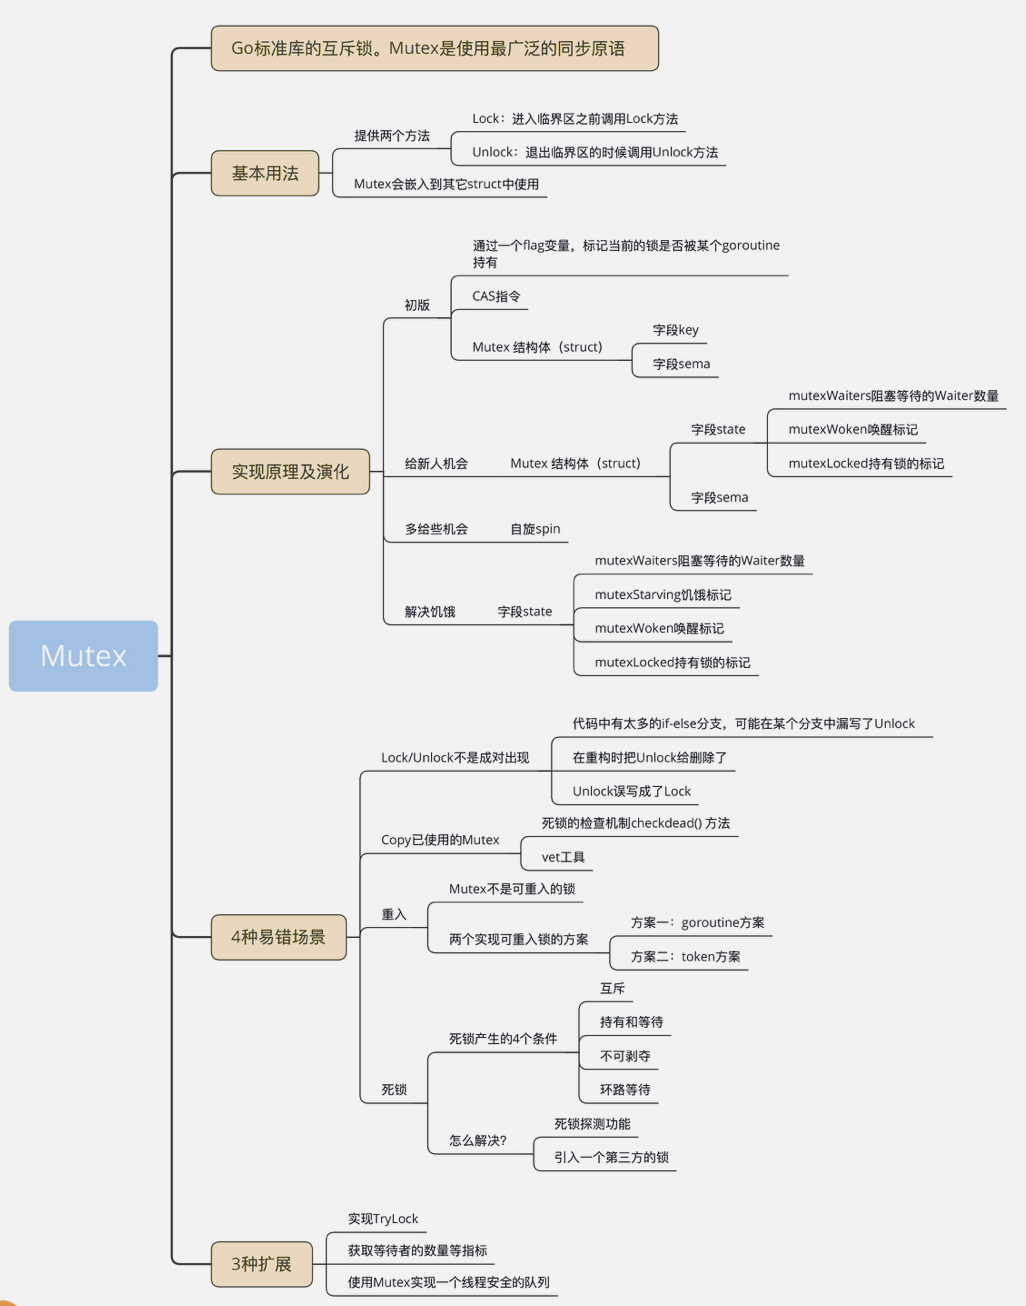 Mutex
Go标准库的互斥锁。Mutex是使用最广泛的同步原语
基本用法
提供两个方法
Lock：进入临界区之前调用Lock方法
Unlock：退出临界区的时候调用Unlock方法
Mutex会嵌入到其它struct中使用
实现原理及演化
初版
通过一个flag变量，标记当前的锁是否被某个goroutine
持有
CAS指令
Mutex 结构体（struct）
字段key
字段sema
给新人机会
Mutex 结构体（struct）
字段state
mutexWaiters阻塞等待的Waiter数量
mutexWoken唤醒标记
mutexLocked持有锁的标记
字段sema
多给些机会
自旋spin
解决饥饿
字段state
mutexWaiters阻塞等待的Waiter数量
mutexStarving饥饿标记
mutexWoken唤醒标记
mutexLocked持有锁的标记
4种易错场景
Lock/Unlock不是成对出现
代码中有太多的if-else分支，可能在某个分支中漏写了Unlock
在重构时把Unlock给删除了
Unlock误写成了Lock
Copy已使用的Mutex
死锁的检查机制checkdead() 方法
vet工具
重入
Mutex不是可重入的锁
两个实现可重入锁的方案
方案一：goroutine方案
方案二：token方案
死锁
死锁产生的4个条件
互斥
持有和等待
不可剥夺
环路等待
怎么解决？
死锁探测功能
引入一个第三方的锁
3种扩展
实现TryLock
获取等待者的数量等指标
使用Mutex实现一个线程安全的队列